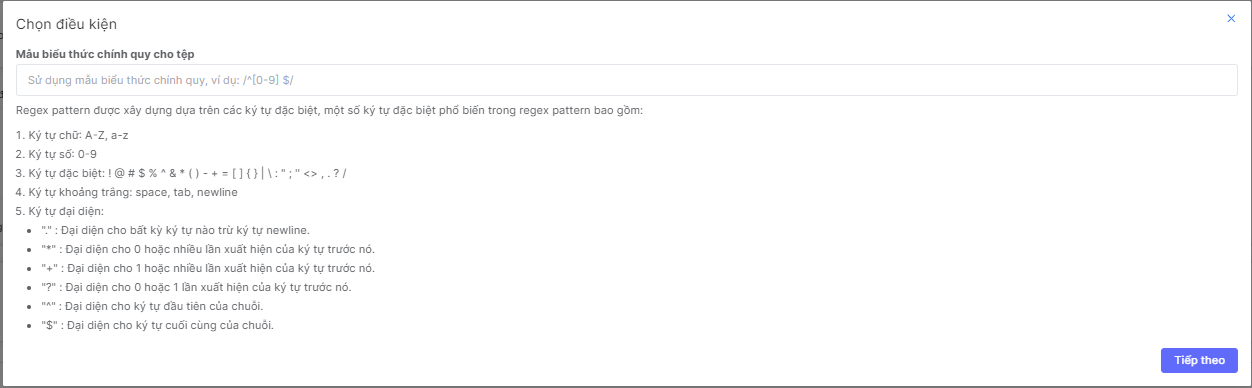 Chọn điều kiện
Mẫu biểu thức chính quy cho tệp
Sử dụng mẫu biểu thức chính quy, ví dụ: /^[0-9] $/
Regex pattern được xây dựng dựa trên các ký tự đặc biệt, một số ký tự đặc biệt phổ biến trong regex pattern bao gồm:
1. Ký tự chữ: A-Z, a-z
2. Ký tự số: 0-9
3. Ký tự đặc biệt: ! @ # $ % ^ & * ( ) - + = [ ] { } | \ : " ; '' <> , . ? /
4. Ký tự khoảng trắng: space, tab, newline
5. Ký tự đại diện:
• "." : Đại diện cho bất kỳ ký tự nào trừ ký tự newline.
• "*" : Đại diện cho 0 hoặc nhiều lần xuất hiện của ký tự trước nó.
• "+" : Đại diện cho 1 hoặc nhiều lần xuất hiện của ký tự trước nó.
• "?" : Đại diện cho 0 hoặc 1 lần xuất hiện của ký tự trước nó.
• "^" : Đại diện cho ký tự đầu tiên của chuỗi.
• "$" : Đại diện cho ký tự cuối cùng của chuỗi.
Tiếp theo